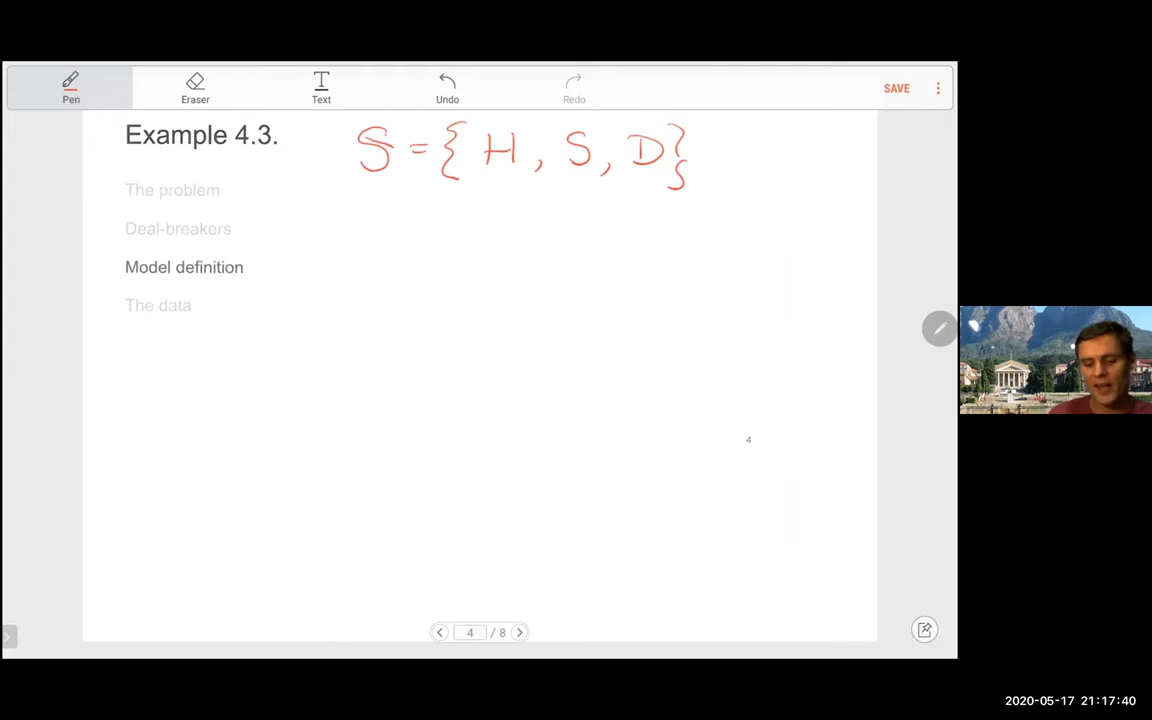 Pen
Eraser
Text
Undo
Redo
SAVE
Example 4.3.
S = { H, S, D }
The problem
Deal-breakers
Model definition
The data
4
4 / 8
2020-05-17 21:17:40